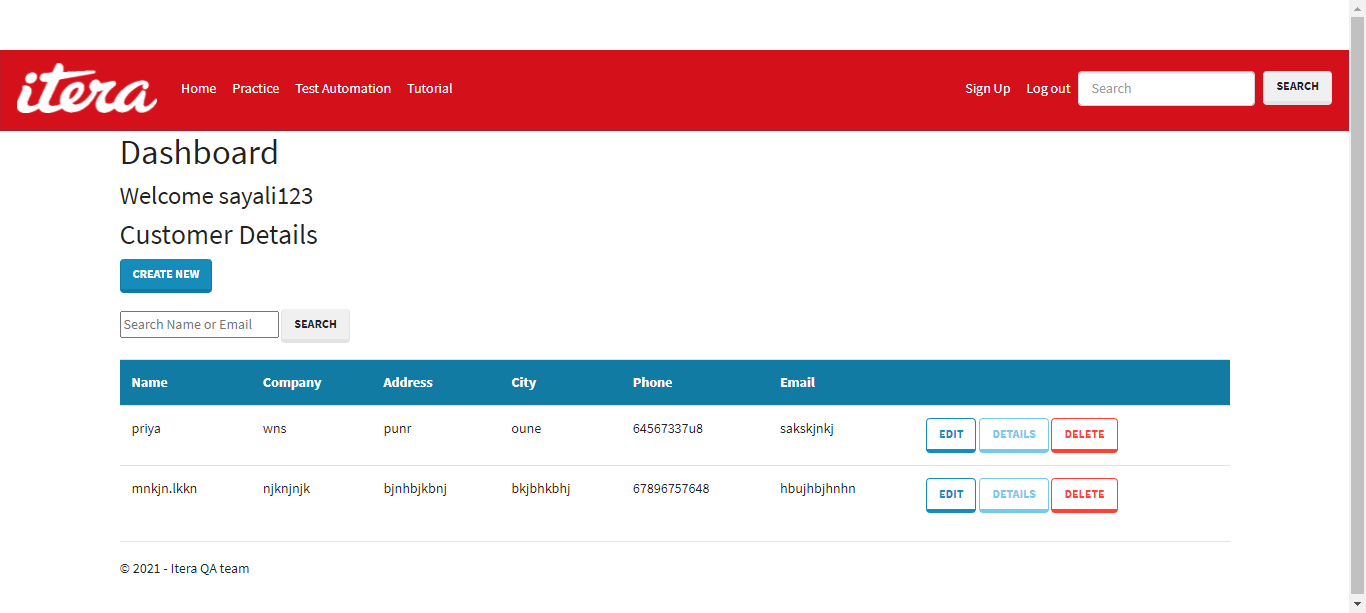 itera Home Practice Test Automation Tutorial Sign Up Log out Search SEARCH
Dashboard
Welcome sayali123
Customer Details
CREATE NEW
Search Name or Email SEARCH
Name Company Address City Phone Email
priya wns punr oune 64567337u8 sakskjnkj EDIT DETAILS DELETE
mnkjn.lkkn njknjnjk bjnhbjkbnj bkjbhkbhj 67896757648 hbujhbjhnhn EDIT DETAILS DELETE
© 2021 - Itera QA team